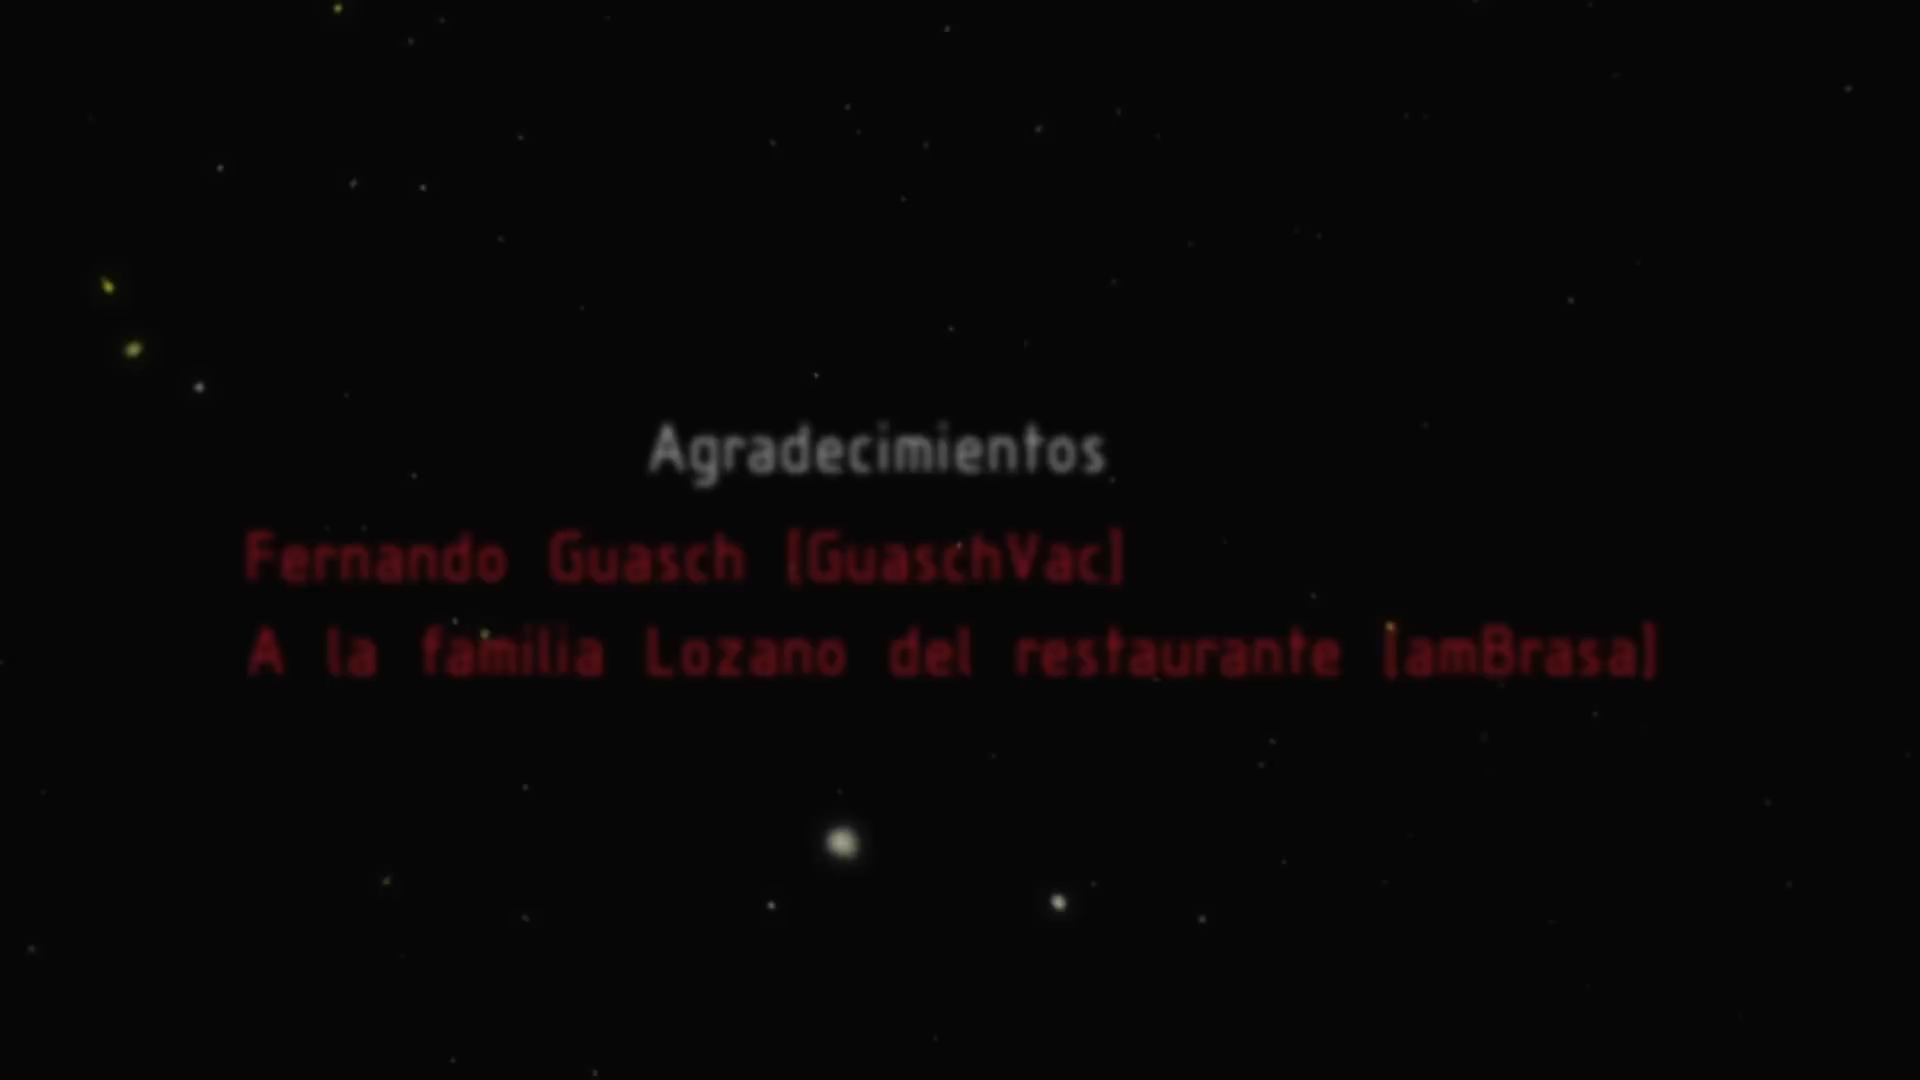 Agradecimientos
Fernando Guasch [GuaschVac]
A la familia Lozano del restaurante [amBrasa]